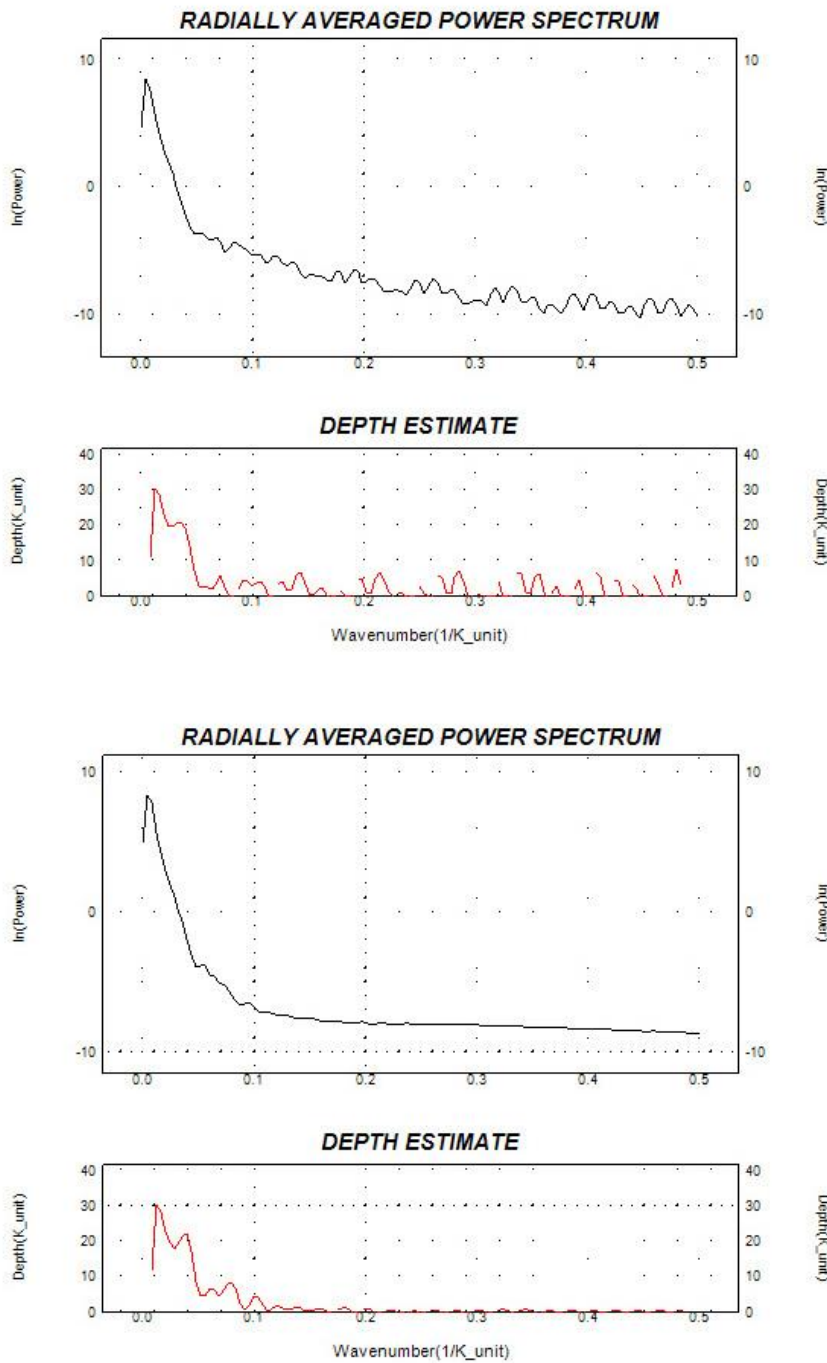 RADIALLY AVERAGED POWER SPECTRUM
10 10
ln(Power) ln(Power)
0 0
-10 -10
0.0 0.1 0.2 0.3 0.4 0.5
DEPTH ESTIMATE
40 40
30 30
Depth(K_unit) Depth(K_unit)
20 20
10 10
0 0
0.0 0.1 0.2 0.3 0.4 0.5
Wavenumber(1/K_unit)
RADIALLY AVERAGED POWER SPECTRUM
10 10
ln(Power) ln(Power)
0 0
-10 -10
0.0 0.1 0.2 0.3 0.4 0.5
DEPTH ESTIMATE
40 40
30 30
Depth(K_unit) Depth(K_unit)
20 20
10 10
0 0
0.0 0.1 0.2 0.3 0.4 0.5
Wavenumber(1/K_unit)